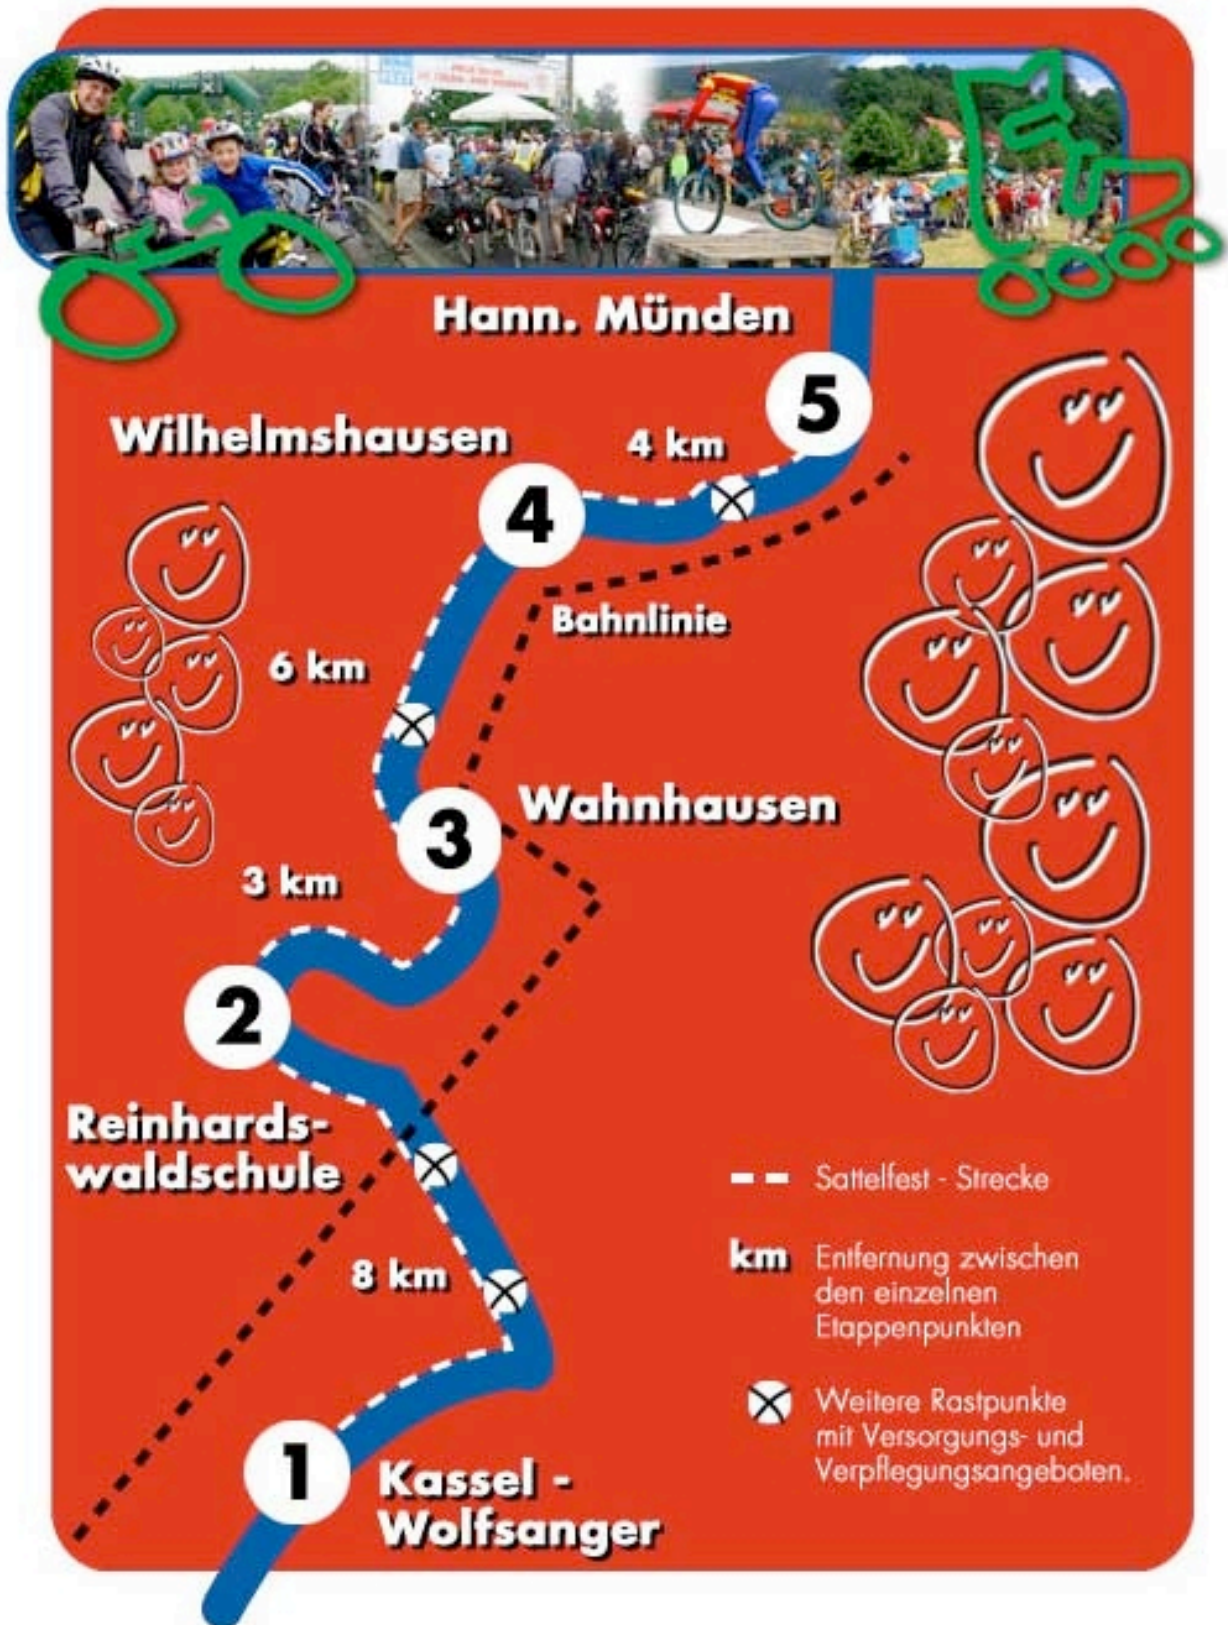 Hann. Münden
5
Wilhelmshausen
4 km
4
Bahnlinie
6 km
Wahnhausen
3
3 km
2
Reinhards-
waldschule
8 km
1
Kassel -
Wolfsanger
Sattelfest - Strecke
km Entfernung zwischen
den einzelnen
Etappenpunkten
Weitere Rastpunkte
mit Versorgungs- und
Verpflegungsangeboten.